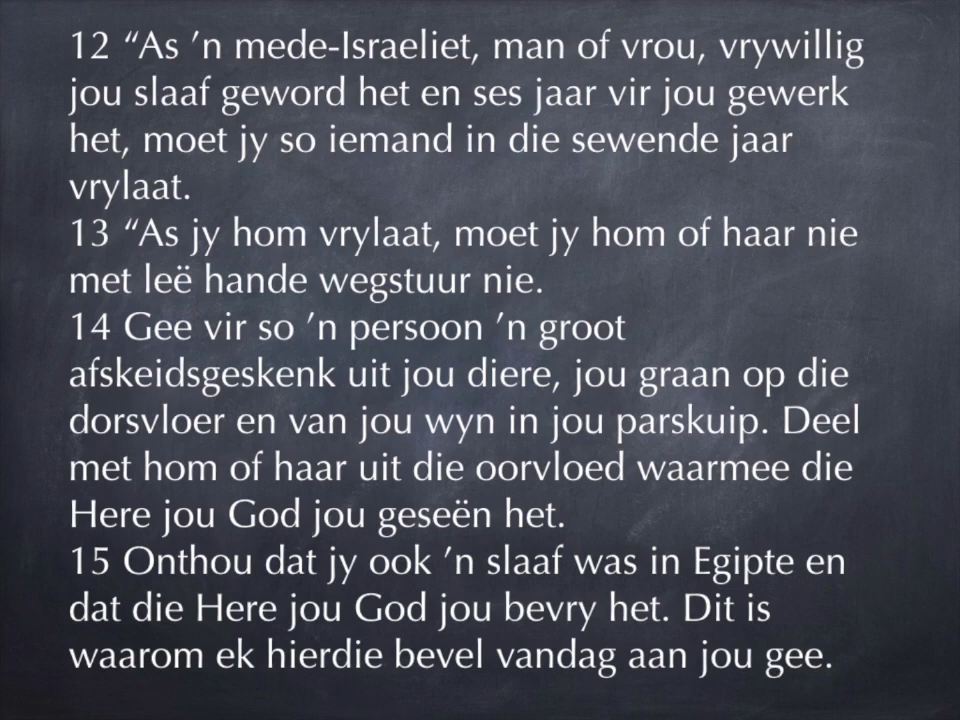 12 “As ’n mede-Israeliet, man of vrou, vrywillig
jou slaaf geword het en ses jaar vir jou gewerk
het, moet jy so iemand in die sewende jaar
vrylaat.
13 “As jy hom vrylaat, moet jy hom of haar nie
met leë hande wegstuur nie.
14 Gee vir so ’n persoon ’n groot
afskeidsgeskenk uit jou diere, jou graan op die
dorsvloer en van jou wyn in jou parskuip. Deel
met hom of haar uit die oorvloed waarmee die
Here jou God jou geseën het.
15 Onthou dat jy ook ’n slaaf was in Egipte en
dat die Here jou God jou bevry het. Dit is
waarom ek hierdie bevel vandag aan jou gee.